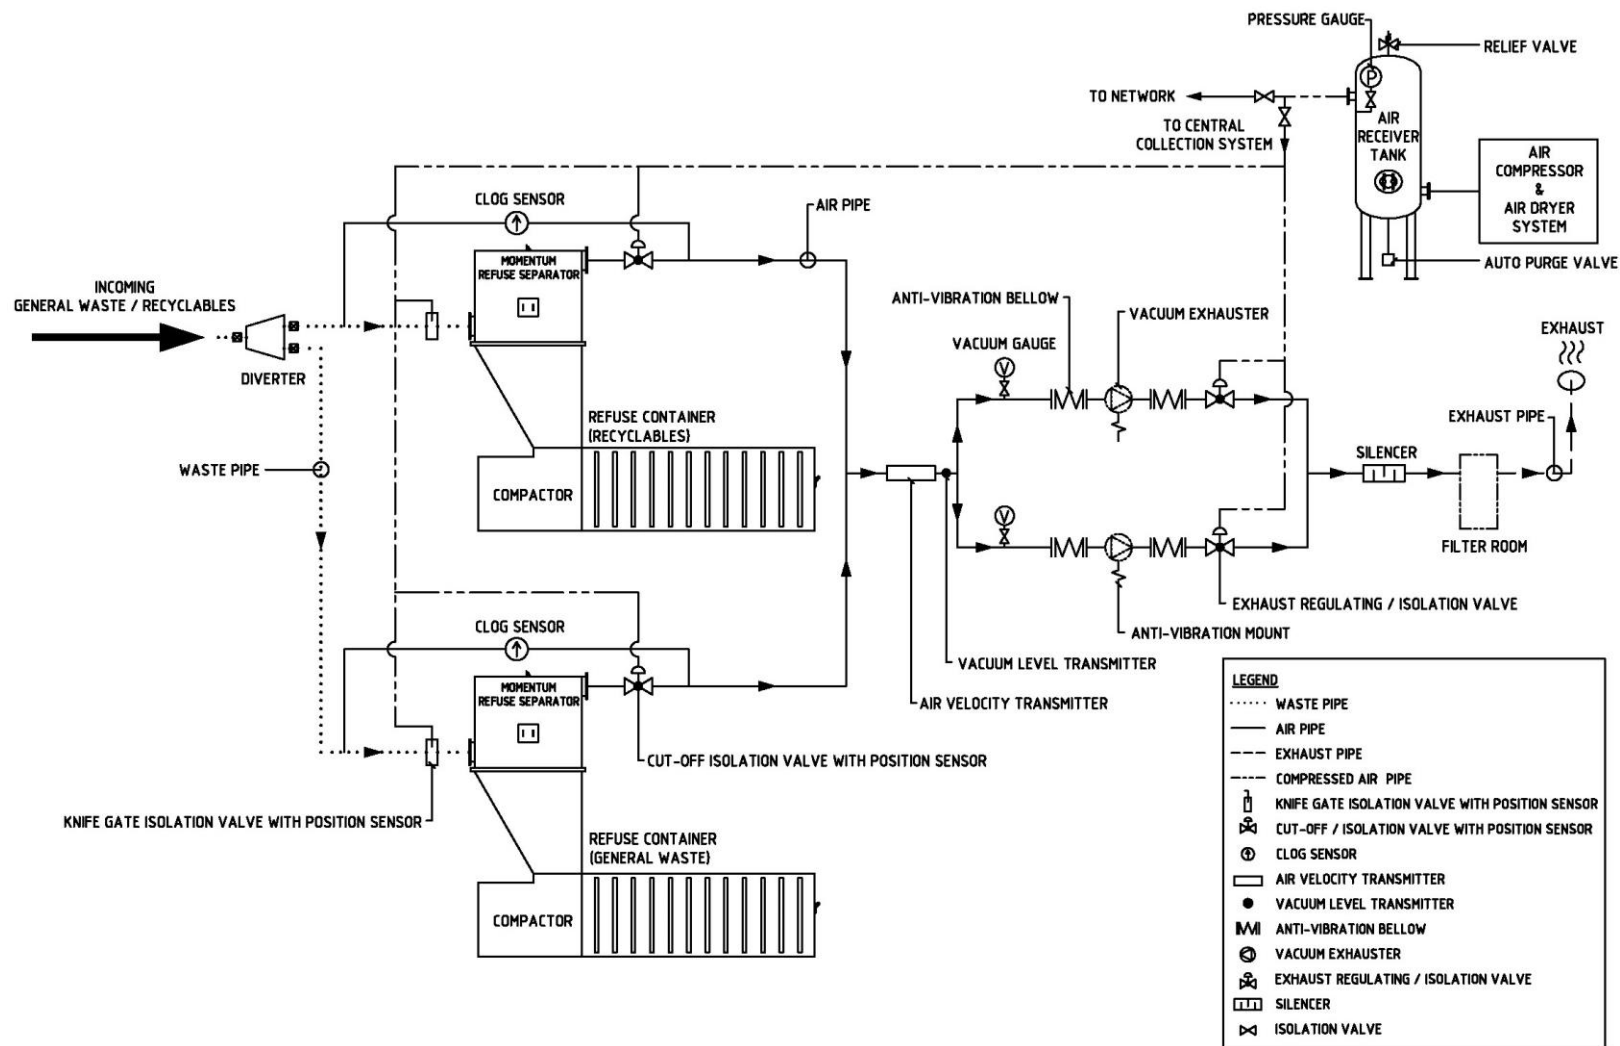 PRESSURE GAUGE
RELIEF VALVE
TO NETWORK
P
TO CENTRAL
COLLECTION SYSTEM
AIR
RECEIVER
TANK
AIR
COMPRESSOR
&
AIR DRYER
SYSTEM
AUTO PURGE VALVE
CLOG SENSOR
AIR PIPE
MOMENTUM
REFUSE SEPARATOR
INCOMING
GENERAL WASTE / RECYCLABLES
DIVERTER
ANTI-VIBRATION BELLOW
VACUUM EXHAUSTER
VACUUM GAUGE
V
EXHAUST
REFUSE CONTAINER
(RECYCLABLES)
EXHAUST PIPE
WASTE PIPE
COMPACTOR
SILENCER
V
FILTER ROOM
EXHAUST REGULATING / ISOLATION VALVE
ANTI-VIBRATION MOUNT
CLOG SENSOR
VACUUM LEVEL TRANSMITTER
MOMENTUM
REFUSE SEPARATOR
AIR VELOCITY TRANSMITTER
CUT-OFF ISOLATION VALVE WITH POSITION SENSOR
KNIFE GATE ISOLATION VALVE WITH POSITION SENSOR
REFUSE CONTAINER
(GENERAL WASTE)
COMPACTOR
LEGEND
WASTE PIPE
AIR PIPE
EXHAUST PIPE
COMPRESSED AIR PIPE
KNIFE GATE ISOLATION VALVE WITH POSITION SENSOR
CUT-OFF / ISOLATION VALVE WITH POSITION SENSOR
CLOG SENSOR
AIR VELOCITY TRANSMITTER
VACUUM LEVEL TRANSMITTER
ANTI-VIBRATION BELLOW
VACUUM EXHAUSTER
EXHAUST REGULATING / ISOLATION VALVE
SILENCER
ISOLATION VALVE